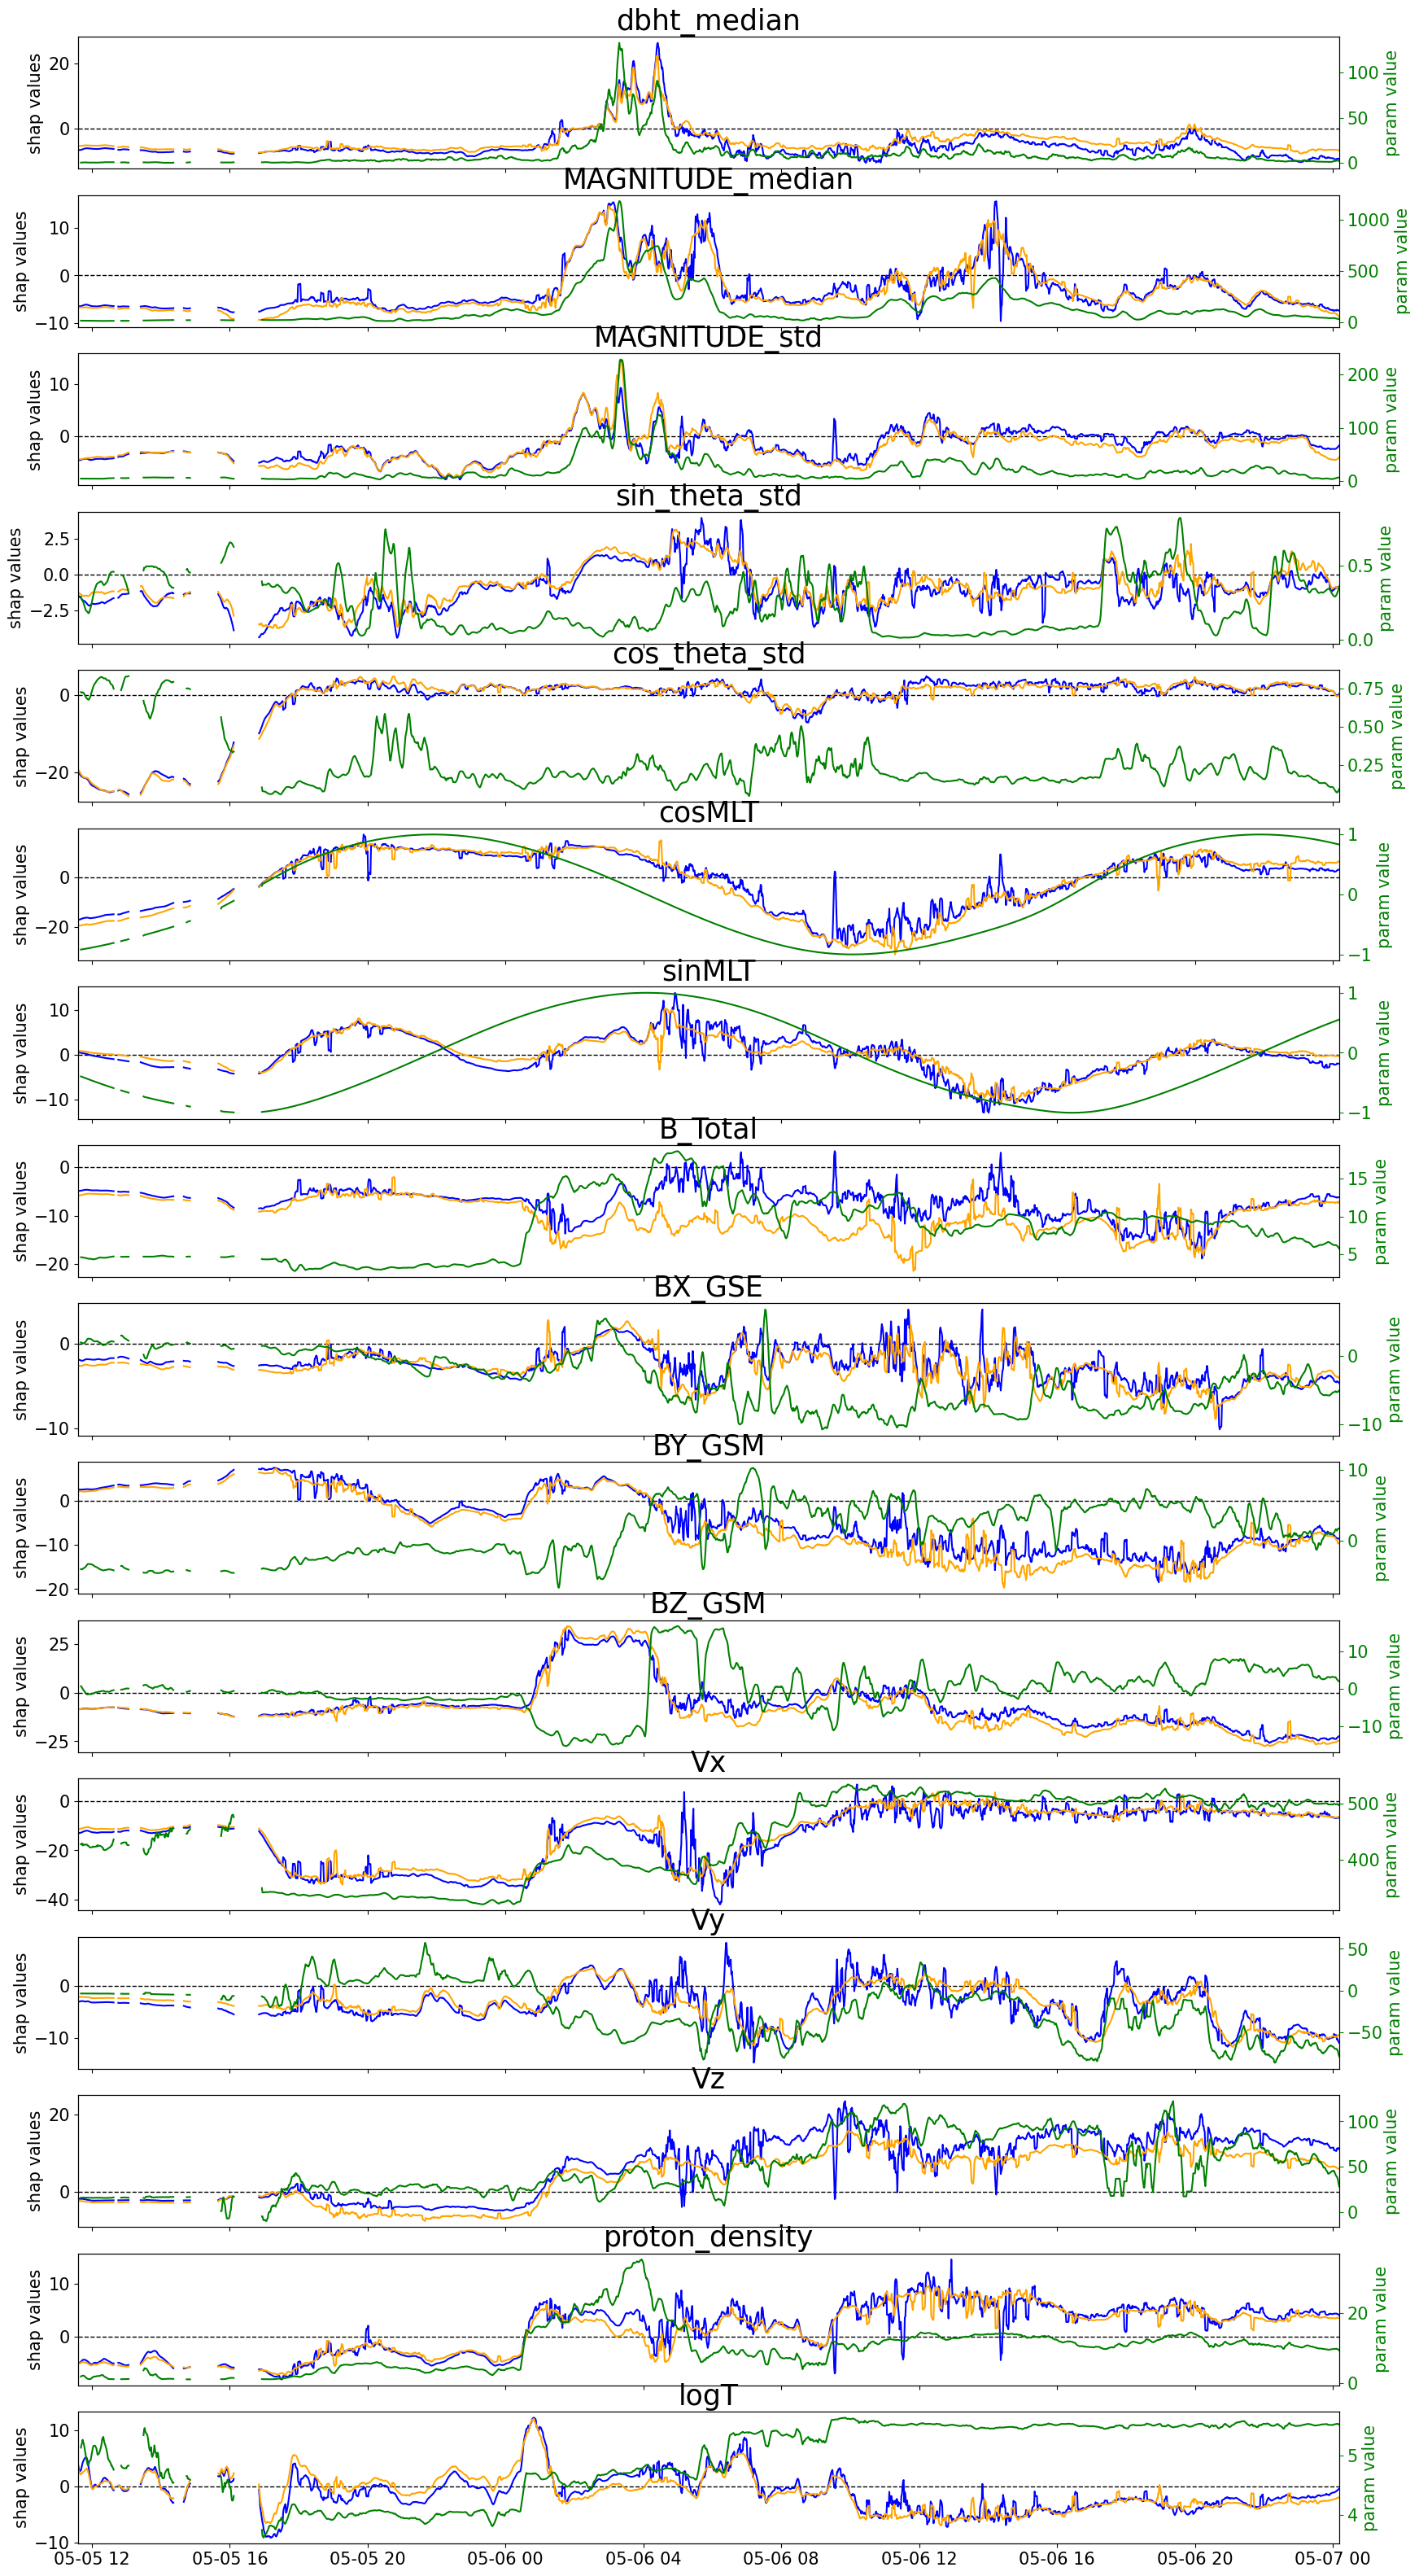 dbht_median
shap values
20
0
100
50
0
param value
MAGNITUDE_median
shap values
10
0
−10
1000
500
0
param value
MAGNITUDE_std
shap values
10
0
200
100
0
param value
sin_theta_std
shap values
2.5
0.0
−2.5
0.5
0.0
param value
cos_theta_std
shap values
0
−20
0.75
0.50
0.25
param value
cosMLT
shap values
0
−20
1
0
−1
param value
sinMLT
shap values
10
0
−10
1
0
−1
param value
B_Total
shap values
0
−10
−20
15
10
5
param value
BX_GSE
shap values
0
−10
0
−10
param value
BY_GSM
shap values
0
−10
−20
10
0
param value
BZ_GSM
shap values
25
0
−25
10
0
−10
param value
Vx
shap values
0
−20
−40
500
400
param value
Vy
shap values
0
−10
50
0
−50
param value
Vz
shap values
20
0
100
50
0
param value
proton_density
shap values
10
0
20
0
param value
logT
shap values
10
0
−10
5
4
param value
05-05 12 05-05 16 05-05 20 05-06 00 05-06 04 05-06 08 05-06 12 05-06 16 05-06 20 05-07 00